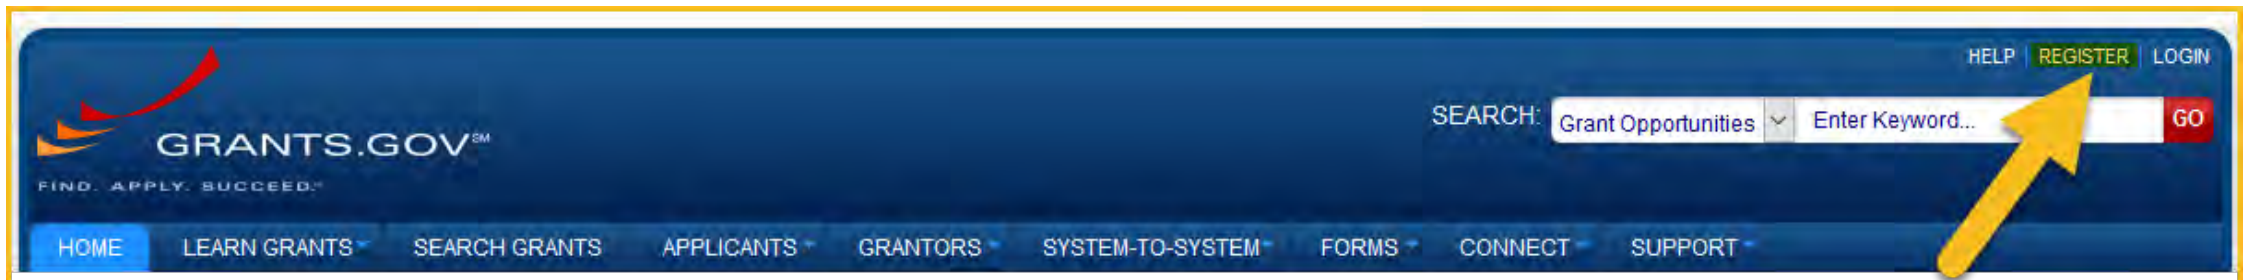 HELP | REGISTER | LOGIN
SEARCH: Grant Opportunities Enter Keyword... GO
GRANTS.GOV℠
FIND. APPLY. SUCCEED.℠
HOME LEARN GRANTS SEARCH GRANTS APPLICANTS GRANTORS SYSTEM-TO-SYSTEM FORMS CONNECT SUPPORT